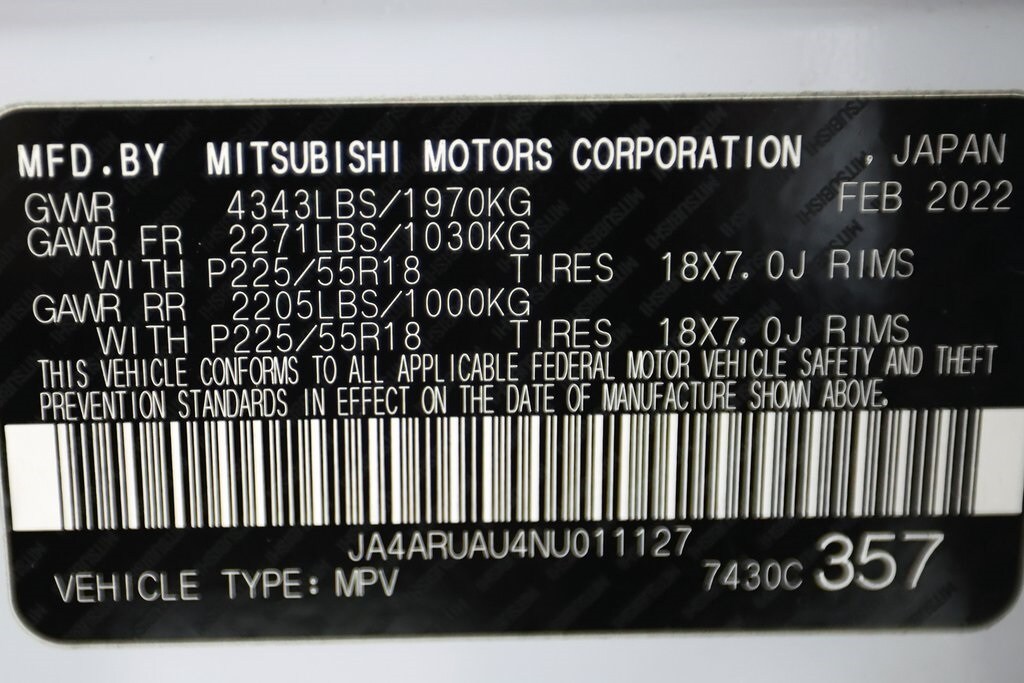 MFD.BY MITSUBISHI MOTORS CORPORATION , JAPAN
GVWR 4343LBS/1970KG FEB 2022
GAWR FR 2271LBS/1030KG
WITH P225/55R18 TIRES 18X7.0J RIMS
GAWR RR 2205LBS/1000KG
WITH P225/55R18 TIRES 18X7.0J RIMS
THIS VEHICLE CONFORMS TO ALL APPLICABLE FEDERAL MOTOR VEHICLE SAFETY AND THEFT
PREVENTION STANDARDS IN EFFECT ON THE DATE OF MANUFACTURE SHOWN ABOVE.
JA4ARUAU4NU011127
VEHICLE TYPE: MPV 7430C 357